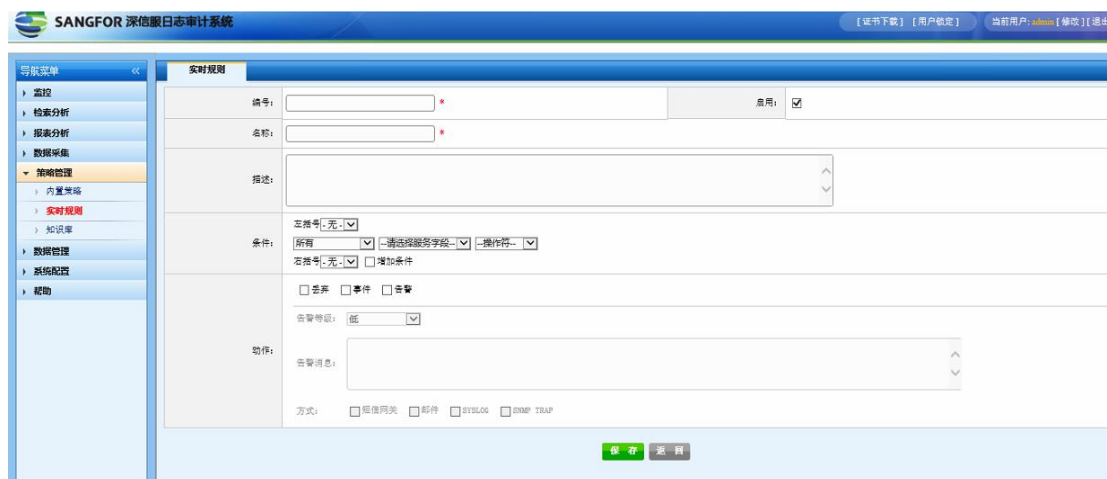 SANGFOR 深信服日志审计系统
[证书下载] [用户锁定] 当前用户: admin [修改] [退出
导航菜单 «
监控
检索分析
报表分析
数据采集
策略管理
内置策略
实时规则
知识库
数据管理
系统配置
帮助
实时规则
编号: * 启用:
名称: *
描述:
条件:
左括号 - 无 -
所有 --请选择服务字段-- --操作符--
右括号 - 无 - 增加条件
动作:
丢弃 事件 告警
告警等级: 低
告警消息:
方式: 短信网关 邮件 SYSLOG SNMP TRAP
保 存 返 回